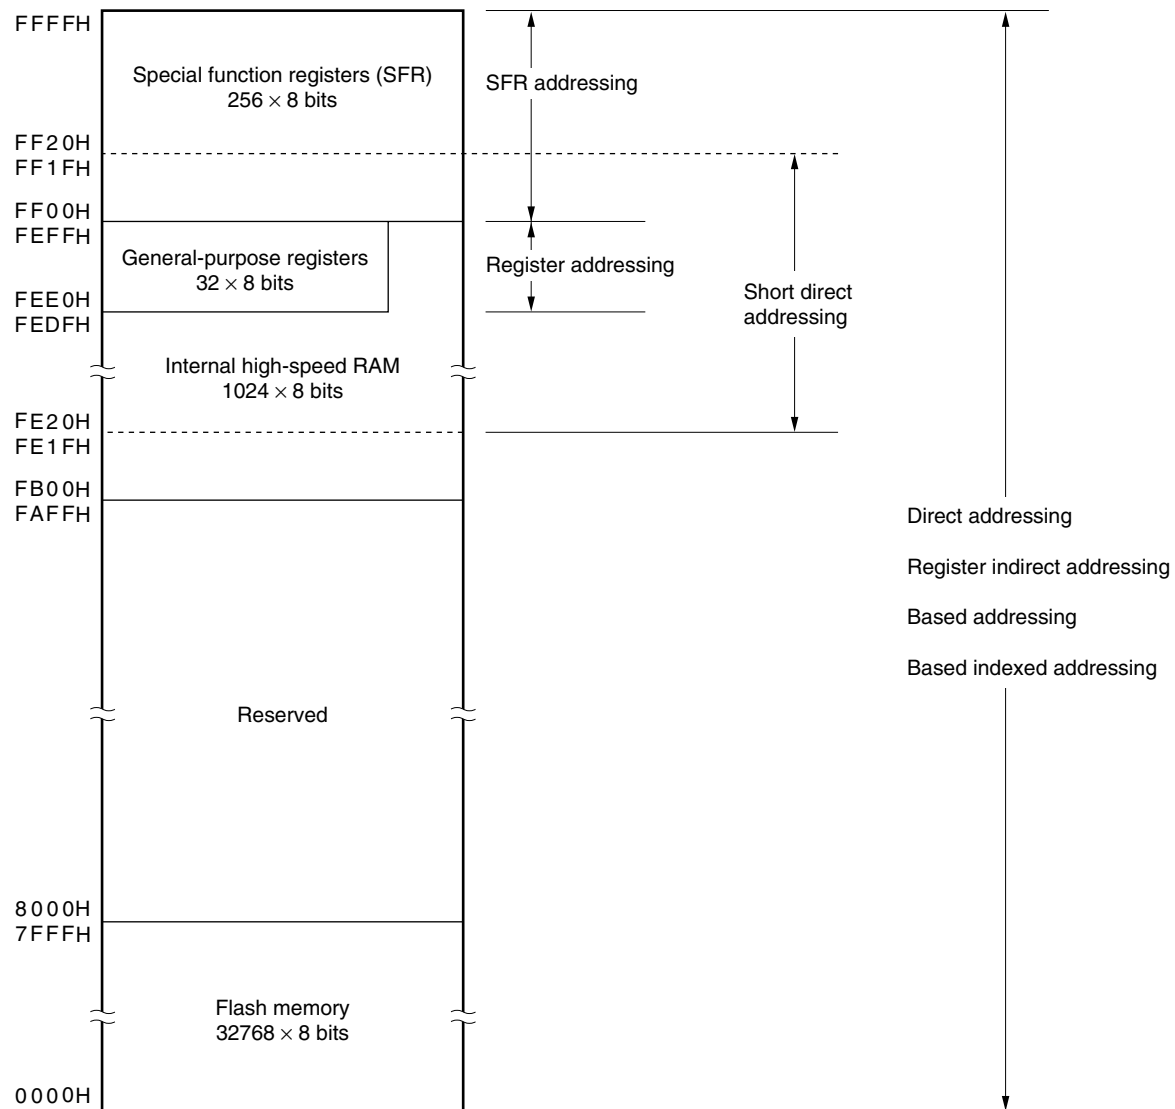 FFFFH
Special function registers (SFR)
256 × 8 bits
SFR addressing
FF20H
FF1FH
FF00H
FEFFH
General-purpose registers
32 × 8 bits
Register addressing
FEE0H
FEDFH
Short direct
addressing
Internal high-speed RAM
1024 × 8 bits
FE20H
FE1FH
FB00H
FAFFH
Direct addressing
Register indirect addressing
Based addressing
Based indexed addressing
Reserved
8000H
7FFFH
Flash memory
32768 × 8 bits
0000H